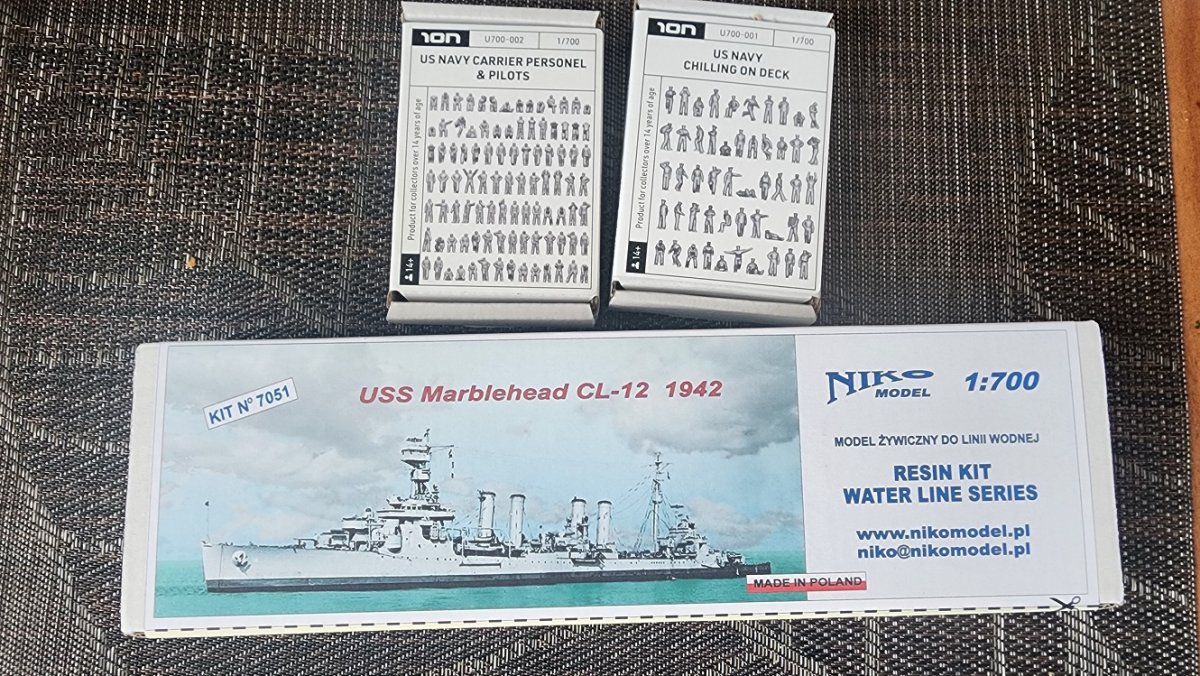 ION
U700-002
1/700
US NAVY CARRIER PERSONEL
& PILOTS
Product for collectors over 14 years of age
14+
ION
U700-001
1/700
US NAVY
CHILLING ON DECK
Product for collectors over 14 years of age
14+
KIT Nº 7051
USS Marblehead CL-12 1942
MADE IN POLAND
NIKO
MODEL
1:700
MODEL ŻYWICZNY DO LINII WODNEJ
RESIN KIT
WATER LINE SERIES
www.nikomodel.pl
niko@nikomodel.pl